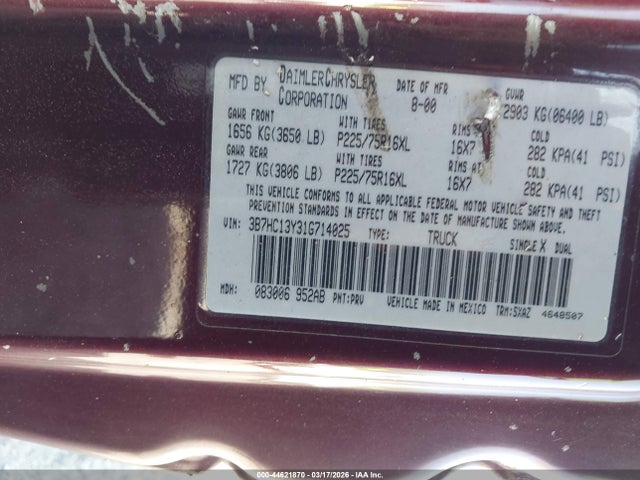 MFD BY DAIMLERCHRYSLER CORPORATION DATE OF MFR 8-00 GVWR 2903 KG(06400 LB)
GAWR FRONT WITH TIRES RIMS AT COLD
1656 KG(3650 LB) P225/75R16XL 16X7 282 KPA(41 PSI)
GAWR REAR WITH TIRES RIMS AT COLD
1727 KG(3806 LB) P225/75R16XL 16X7 282 KPA(41 PSI)
THIS VEHICLE CONFORMS TO ALL APPLICABLE FEDERAL MOTOR VEHICLE SAFETY AND THEFT
PREVENTION STANDARDS IN EFFECT ON THE DATE OF MANUFACTURE SHOWN ABOVE.
VIN: 3B7HC13Y31G714025 TYPE: TRUCK SINGLE X DUAL
MDH: 083006 952AB PNT:PRV VEHICLE MADE IN MEXICO TRM:SXAZ 4648507
000-44621870 - 03/17/2026 - IAA Inc.